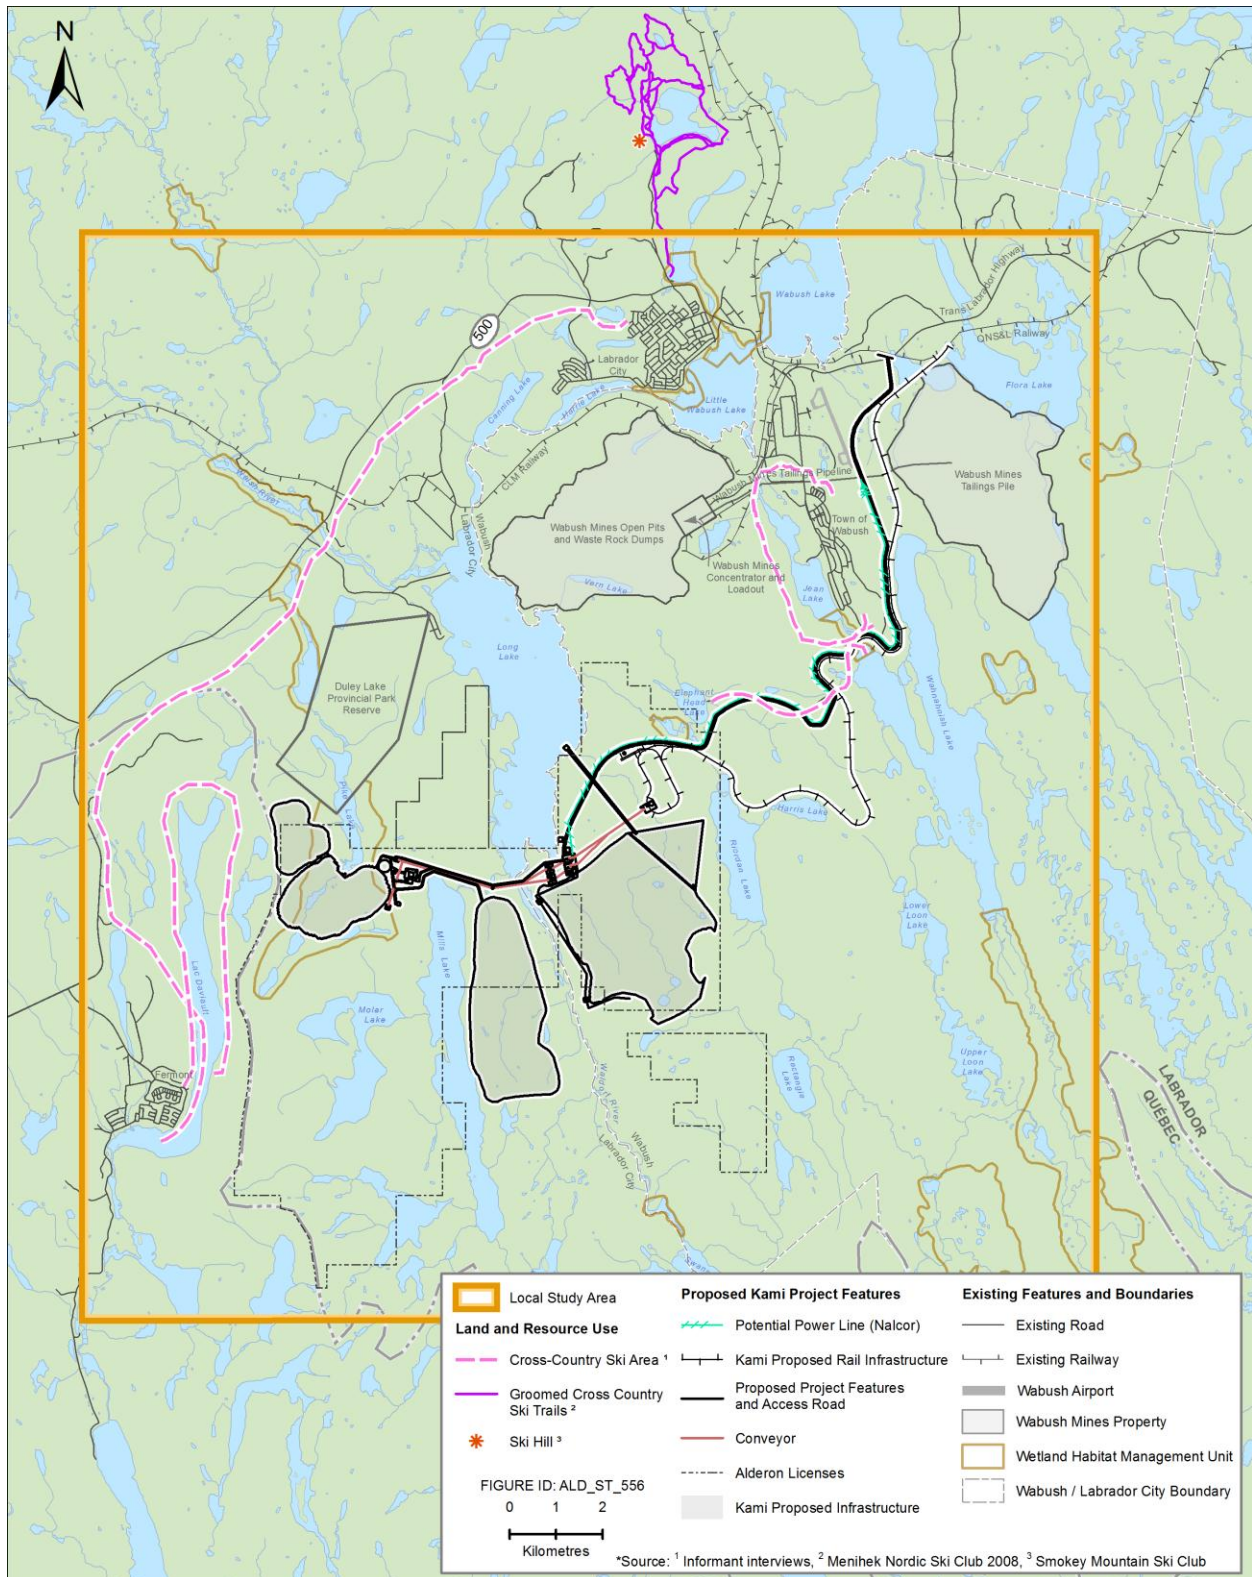 N
Wabush Lake
Trans Labrador Highway
QNS&L Railway
500
Labrador
City
Canning Lake
Harrie Lake
Little
Wabush Lake
Flora Lake
CLM Railway
Walsh River
Wabush Mines Tailings Pipeline
Wabush Mines
Tailings Pile
Wabush Mines Open Pits
and Waste Rock Dumps
Town of
Wabush
Wabush
Labrador City
Wabush Mines
Concentrator and
Loadout
Vern Lake
Jean
Lake
Long
Lake
Duley Lake
Provincial Park
Reserve
Elephant
Head
Lake
Wahnahnish Lake
Pike Lake
Harris Lake
Riordan Lake
Lower
Loon
Lake
Mills Lake
Lac Daviault
Molar
Lake
Upper
Loon
Lake
Rectangle
Lake
Fermont
Waldorf River
Wabush
Labrador City
LABRADOR
QUÉBEC
Local Study Area
Land and Resource Use
Cross-Country Ski Area ¹
Groomed Cross Country
Ski Trails ²
Ski Hill ³
FIGURE ID: ALD_ST_556
0 1 2
Kilometres
Proposed Kami Project Features
Potential Power Line (Nalcor)
Kami Proposed Rail Infrastructure
Proposed Project Features
and Access Road
Conveyor
Alderon Licenses
Kami Proposed Infrastructure
Existing Features and Boundaries
Existing Road
Existing Railway
Wabush Airport
Wabush Mines Property
Wetland Habitat Management Unit
Wabush / Labrador City Boundary
*Source: ¹ Informant interviews, ² Menihek Nordic Ski Club 2008, ³ Smokey Mountain Ski Club